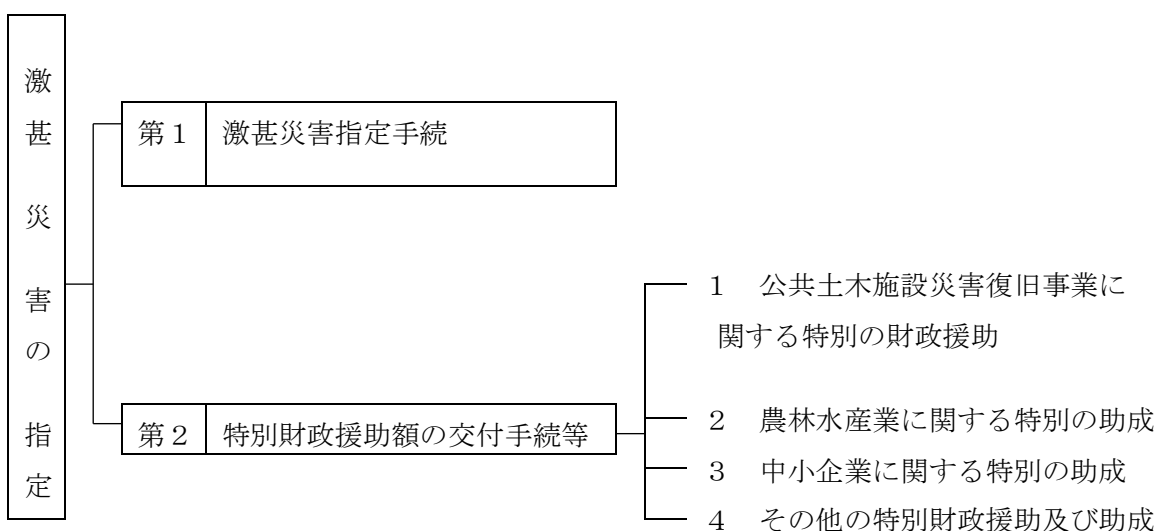 激甚災害の指定
第１ 激甚災害指定手続
第２ 特別財政援助額の交付手続等
１ 公共土木施設災害復旧事業に
関する特別の財政援助
２ 農林水産業に関する特別の助成
３ 中小企業に関する特別の助成
４ その他の特別財政援助及び助成